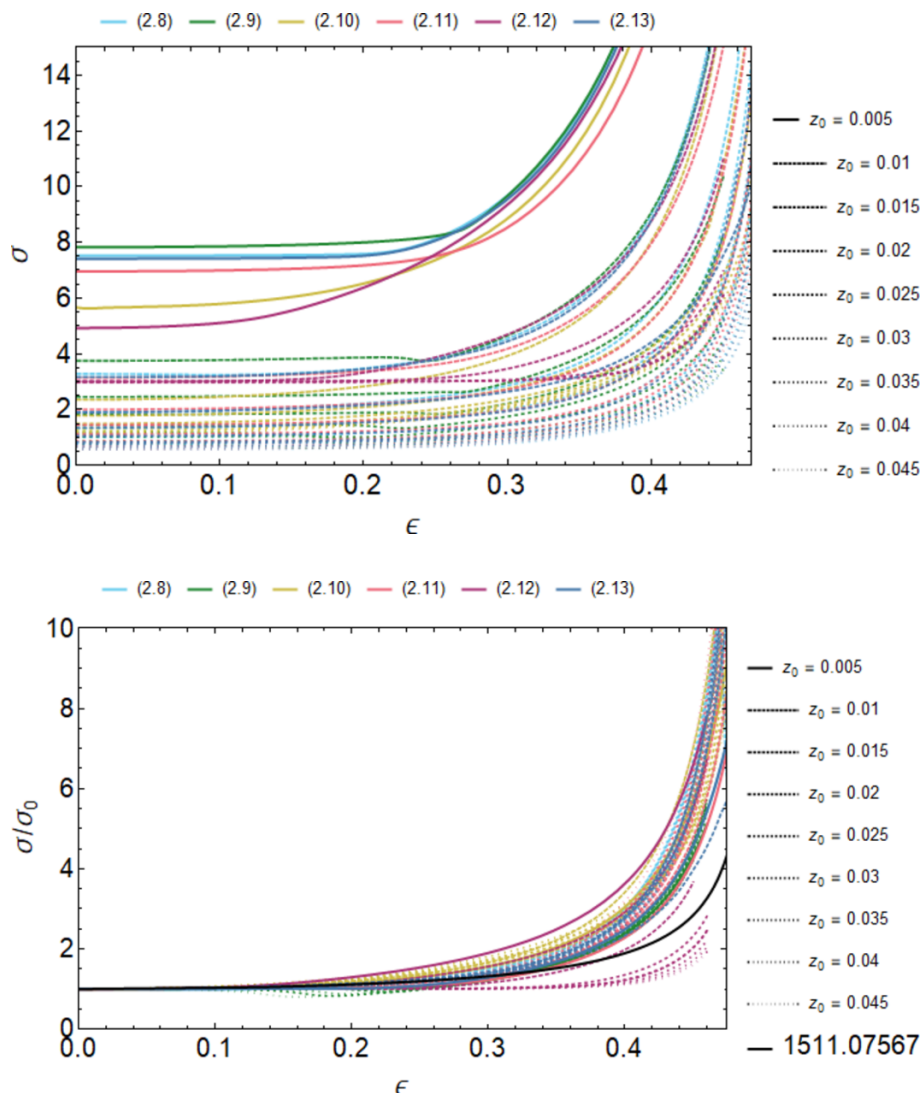 (2.8) (2.9) (2.10) (2.11) (2.12) (2.13)
14
12
10
8
6
4
2
0
σ
0.0 0.1 0.2 0.3 0.4
ϵ
z₀ = 0.005
z₀ = 0.01
z₀ = 0.015
z₀ = 0.02
z₀ = 0.025
z₀ = 0.03
z₀ = 0.035
z₀ = 0.04
z₀ = 0.045
(2.8) (2.9) (2.10) (2.11) (2.12) (2.13)
10
8
6
4
2
0
σ/σ₀
0.0 0.1 0.2 0.3 0.4
ϵ
z₀ = 0.005
z₀ = 0.01
z₀ = 0.015
z₀ = 0.02
z₀ = 0.025
z₀ = 0.03
z₀ = 0.035
z₀ = 0.04
z₀ = 0.045
1511.07567